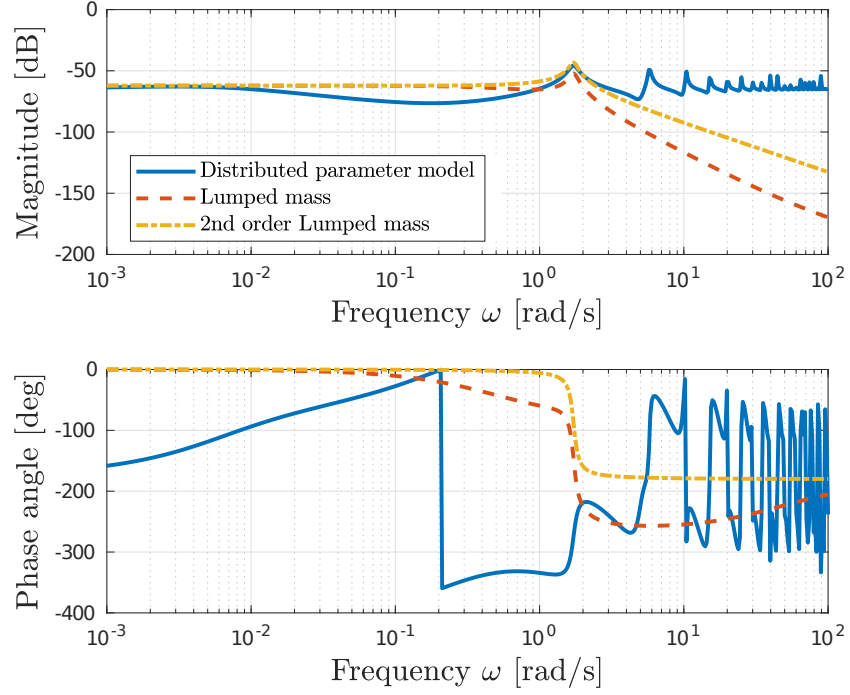 0
-50
-100
-150
-200
Magnitude [dB]
Distributed parameter model
Lumped mass
2nd order Lumped mass
10^-3 10^-2 10^-1 10^0 10^1 10^2
Frequency ω [rad/s]
0
-100
-200
-300
-400
Phase angle [deg]
10^-3 10^-2 10^-1 10^0 10^1 10^2
Frequency ω [rad/s]